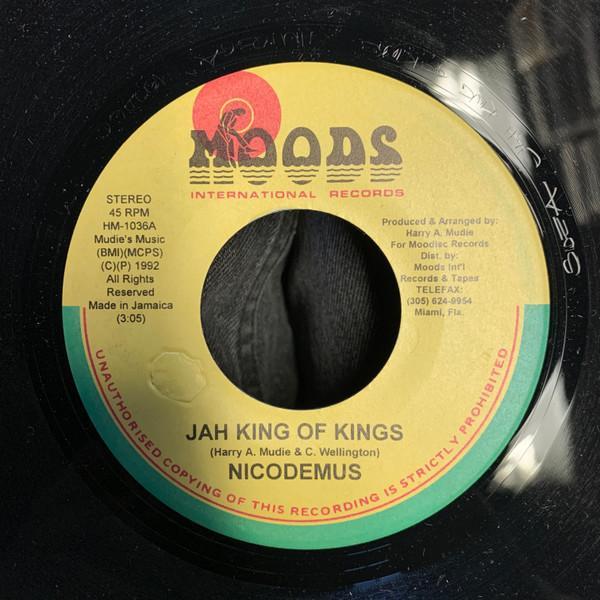 MOODS
INTERNATIONAL RECORDS
STEREO
45 RPM
HM-1036A
Mudie's Music
(BMI)(MCPS)
(C)(P) 1992
All Rights
Reserved
Made in Jamaica
(3:05)
Produced & Arranged by:
Harry A. Mudie
For Moodisc Records
Dist. by:
Moods Int'l
Records & Tapes
TELEFAX:
(305) 624-9954
Miami, Fla.
JAH KING OF KINGS
(Harry A. Mudie & C. Wellington)
NICODEMUS
UNAUTHORISED COPYING OF THIS RECORDING IS STRICTLY PROHIBITED